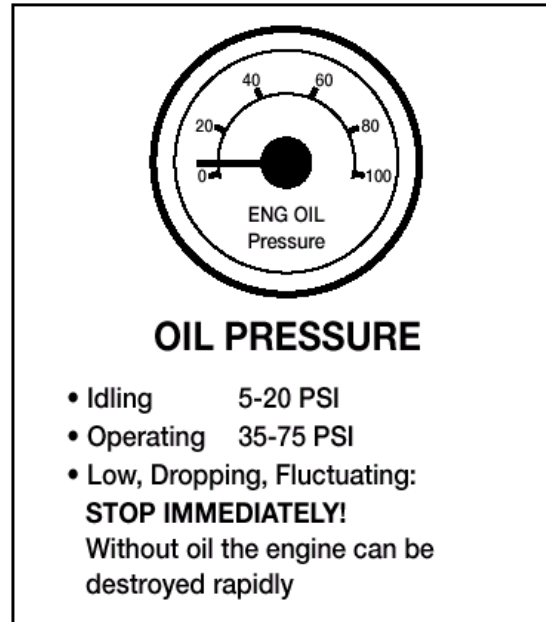 40 60
20 80
0 100
ENG OIL
Pressure
OIL PRESSURE
• Idling 5-20 PSI
• Operating 35-75 PSI
• Low, Dropping, Fluctuating:
STOP IMMEDIATELY!
Without oil the engine can be
destroyed rapidly